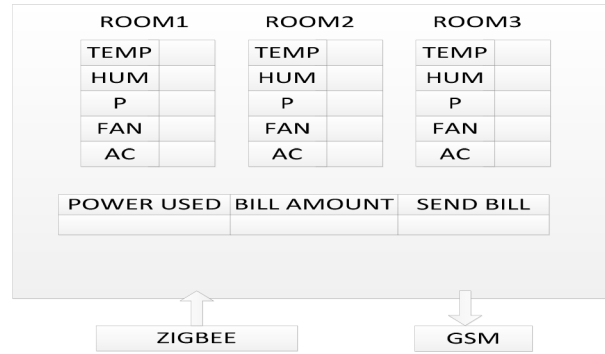 ROOM1 ROOM2 ROOM3
TEMP TEMP TEMP
HUM HUM HUM
P P P
FAN FAN FAN
AC AC AC
POWER USED BILL AMOUNT SEND BILL
ZIGBEE GSM